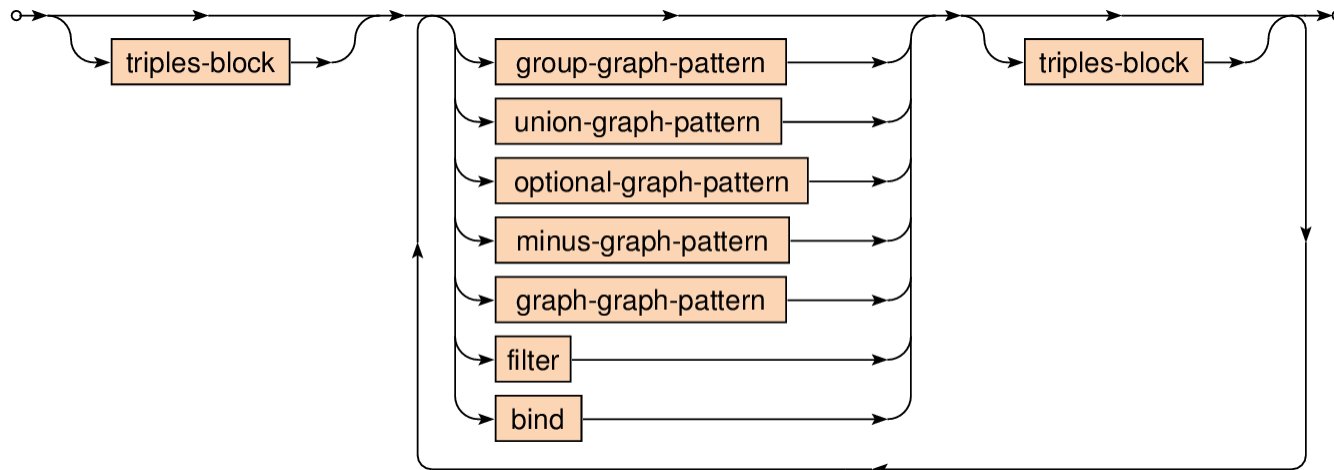 triples-block
group-graph-pattern
union-graph-pattern
optional-graph-pattern
minus-graph-pattern
graph-graph-pattern
filter
bind
triples-block